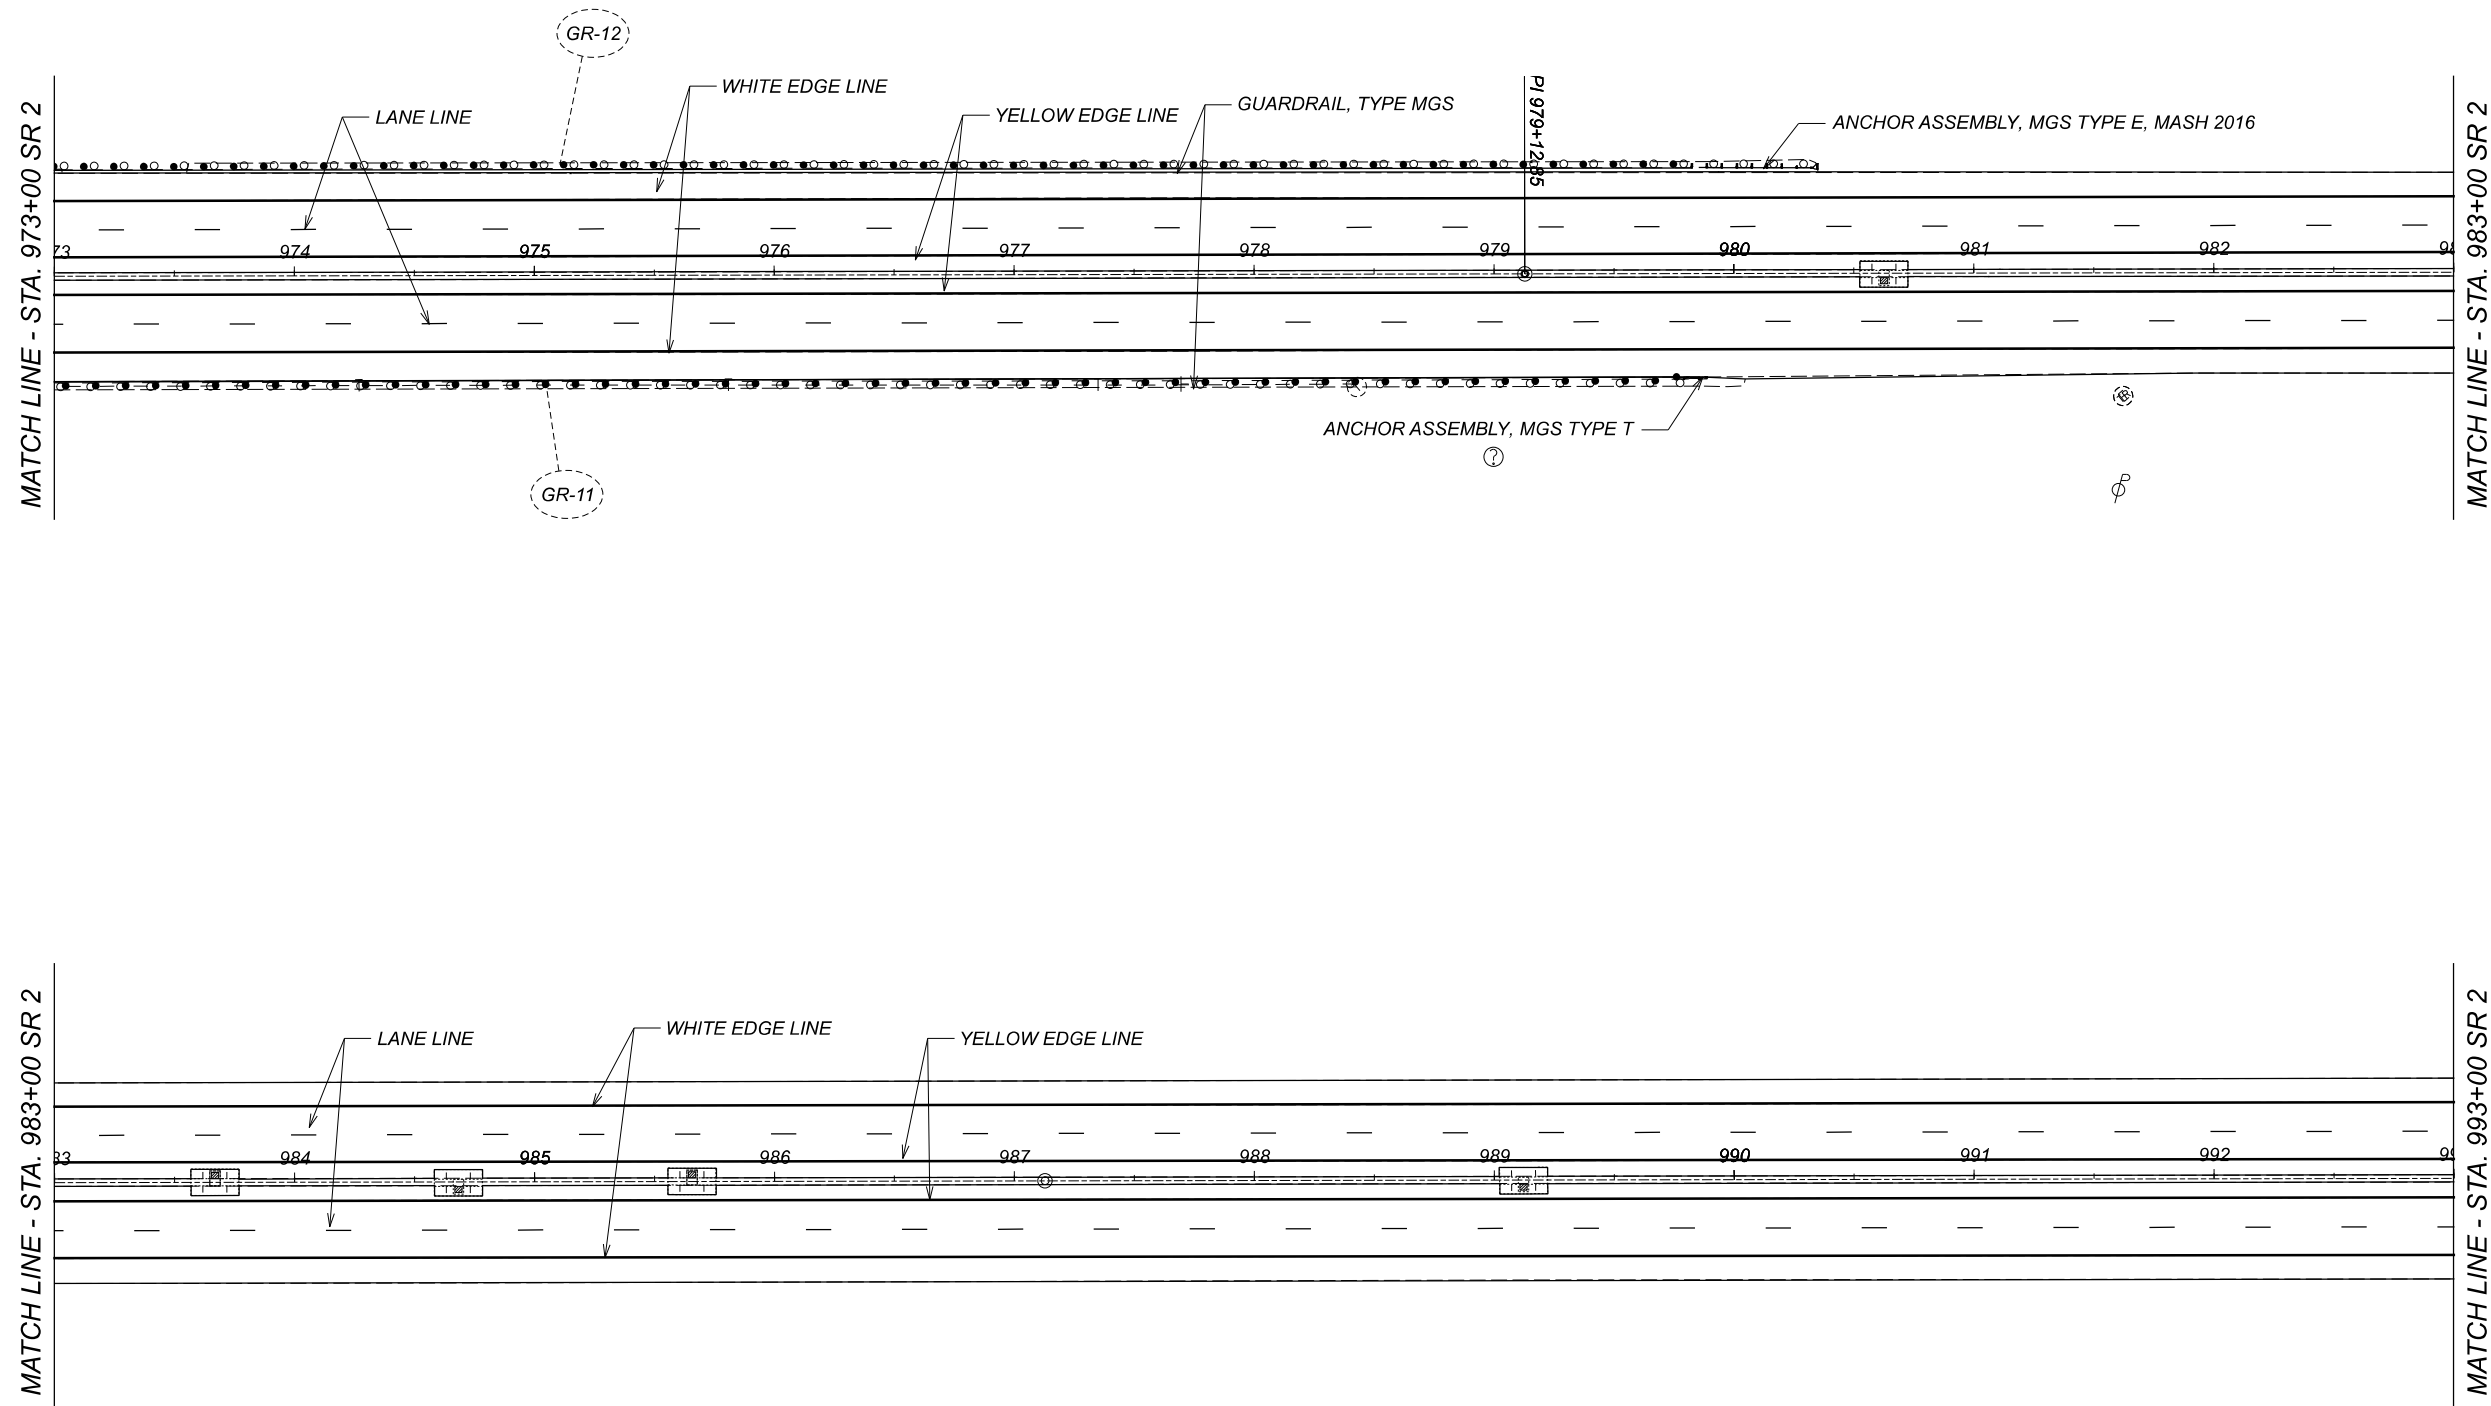 GR-12
WHITE EDGE LINE
GUARDRAIL, TYPE MGS
LANE LINE
YELLOW EDGE LINE
ANCHOR ASSEMBLY, MGS TYPE E, MASH 2016
PI 979+12.85
MATCH LINE - STA. 973+00 SR 2
974 975 976 977 978 979 980 981 982
MATCH LINE - STA. 983+00 SR 2
ANCHOR ASSEMBLY, MGS TYPE T
?
GR-11
WHITE EDGE LINE
LANE LINE
YELLOW EDGE LINE
MATCH LINE - STA. 983+00 SR 2
984 985 986 987 988 989 990 991 992
MATCH LINE - STA. 993+00 SR 2